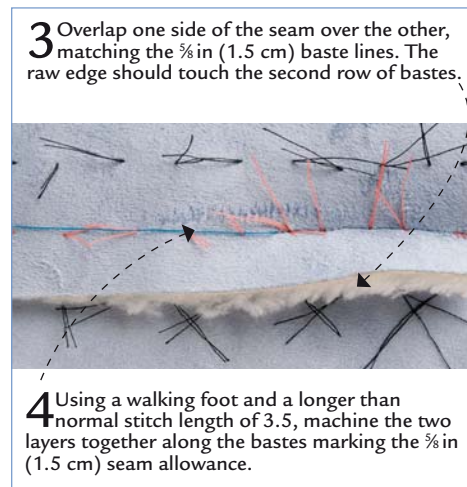 3 Overlap one side of the seam over the other,
matching the ⅝ in (1.5 cm) baste lines. The
raw edge should touch the second row of bastes.
4 Using a walking foot and a longer than
normal stitch length of 3.5, machine the two
layers together along the bastes marking the ⅝ in
(1.5 cm) seam allowance.